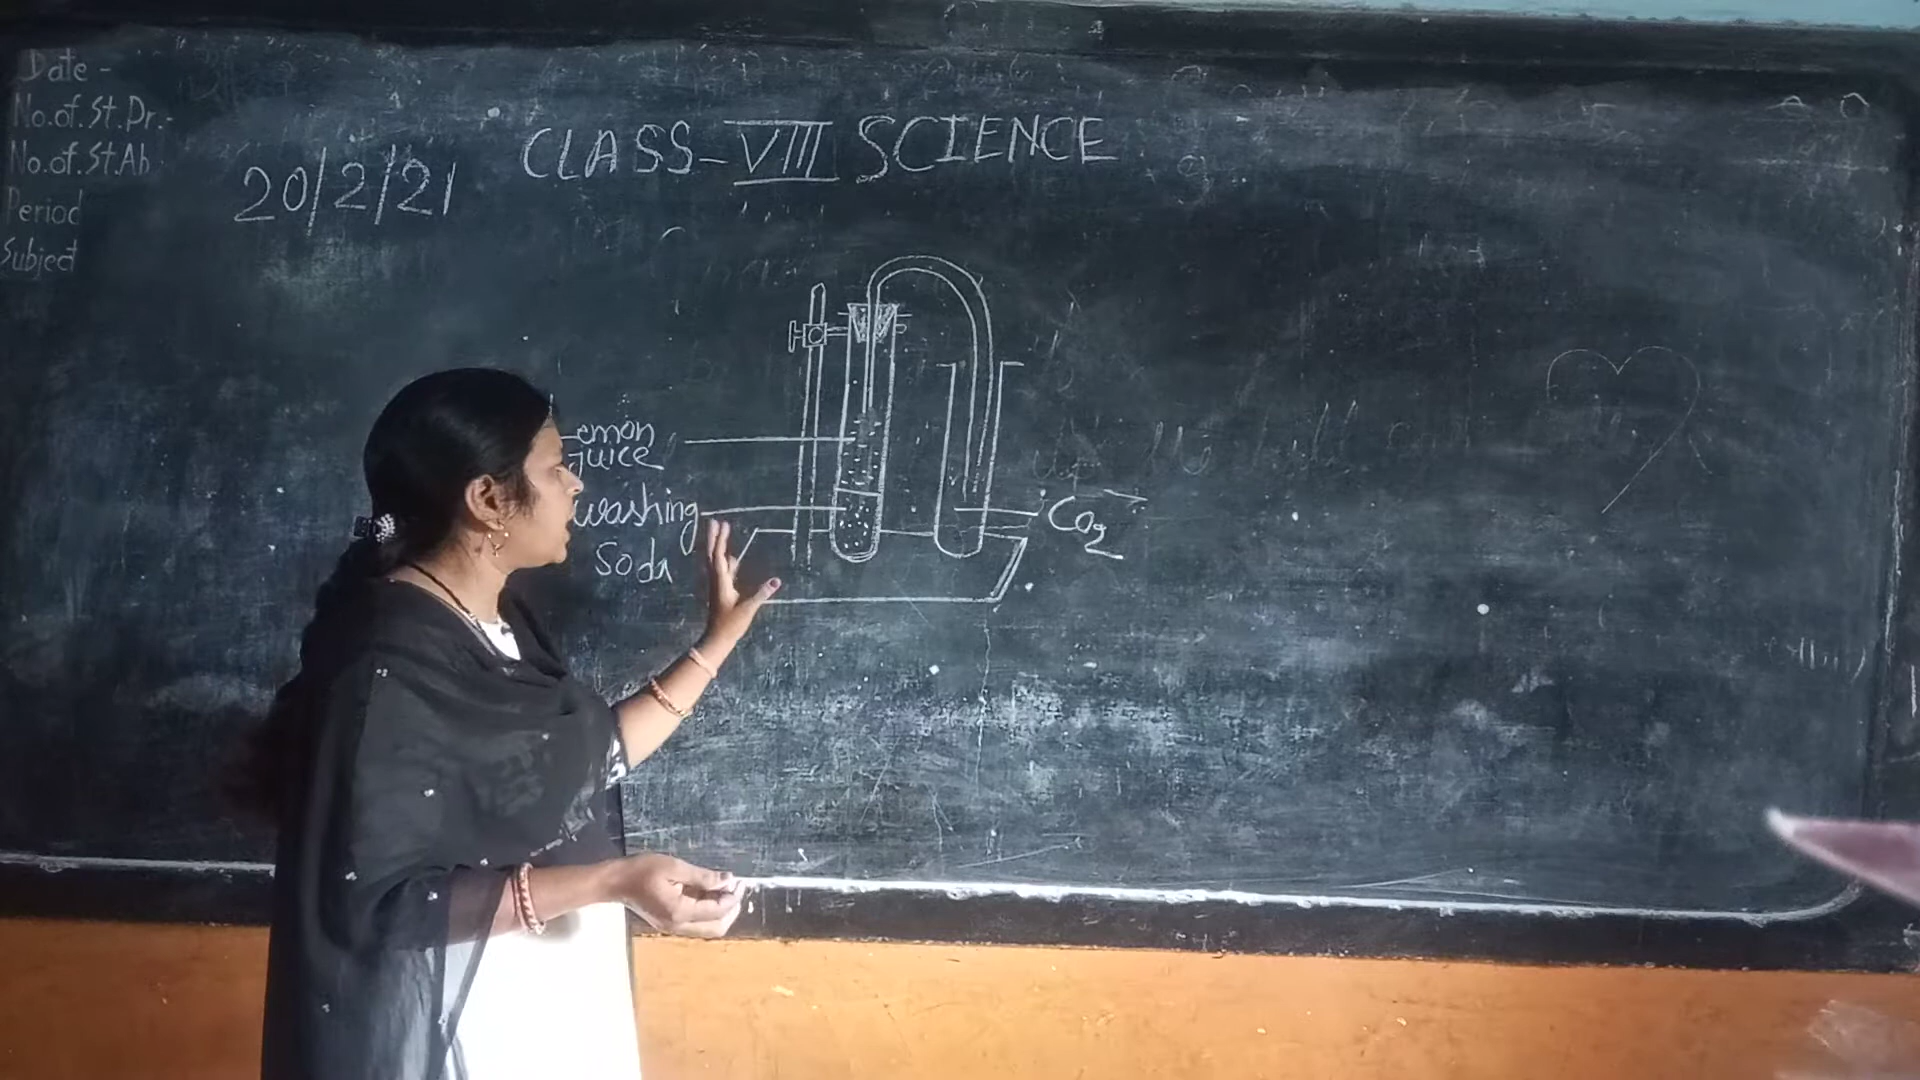 Date -
No.of.St.Pr.-
No.of.St.Ab
Period
Subject
20/2/21
CLASS-VIII SCIENCE
Lemon
juice
washing
Soda
CO2